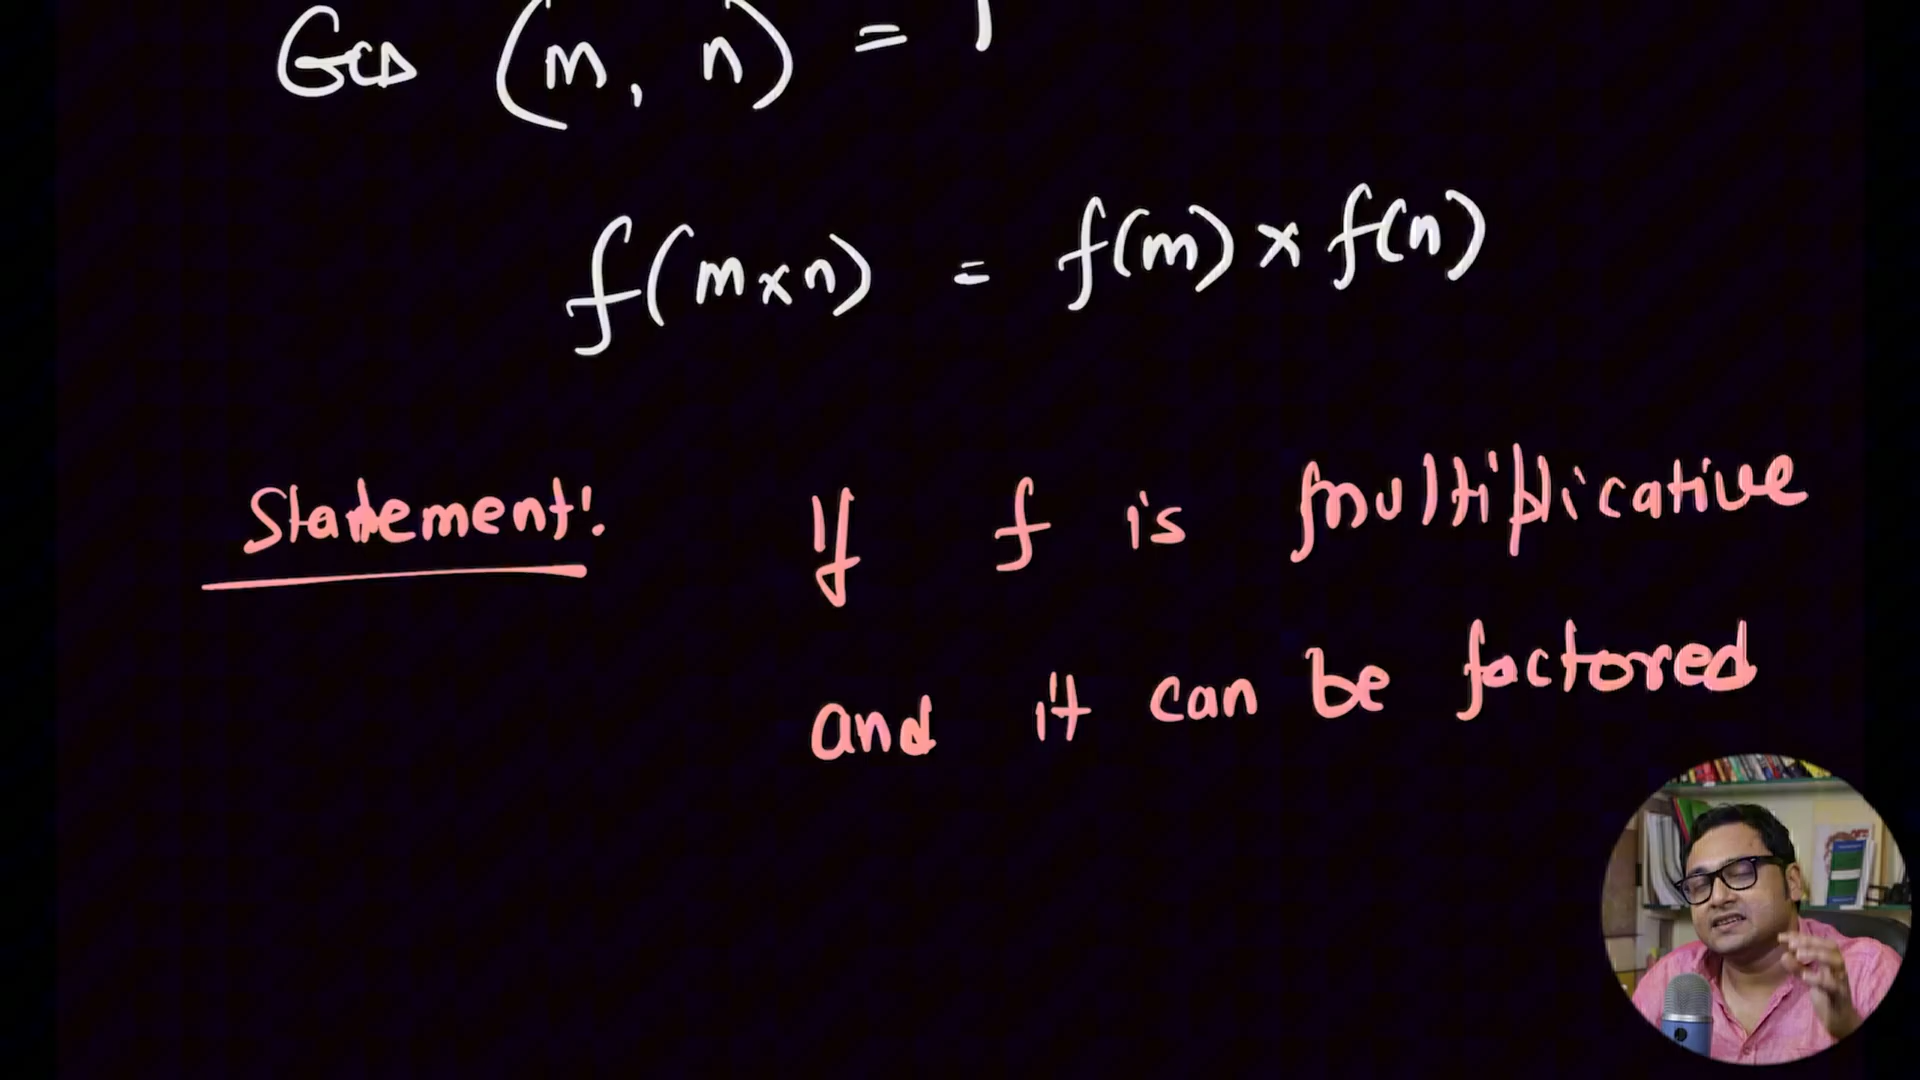 GCD (m, n) = 1
f(m×n) = f(m) × f(n)
Statement: If f is multiplicative
and it can be factored